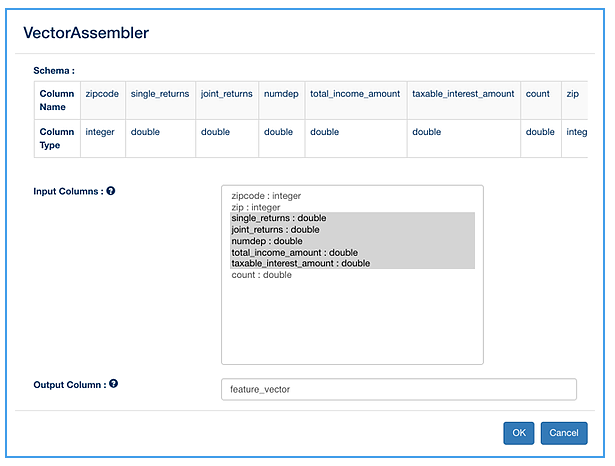 VectorAssembler
Schema :
Column Name zipcode single_returns joint_returns numdep total_income_amount taxable_interest_amount count zip
Column Type integer double double double double double double integ
Input Columns : ?
zipcode : integer
zip : integer
single_returns : double
joint_returns : double
numdep : double
total_income_amount : double
taxable_interest_amount : double
count : double
Output Column : ?
feature_vector
OK Cancel